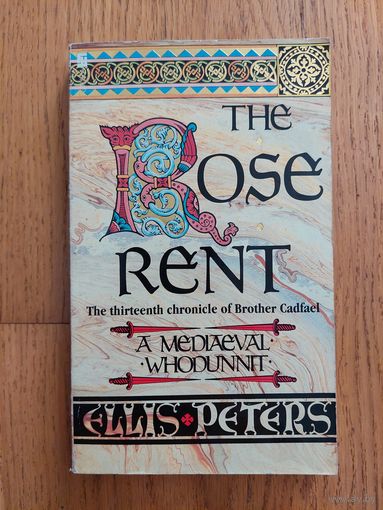 THE
ROSE
RENT
The thirteenth chronicle of Brother Cadfael
A MEDIAEVAL
·WHODUNNIT·
ELLIS PETERS